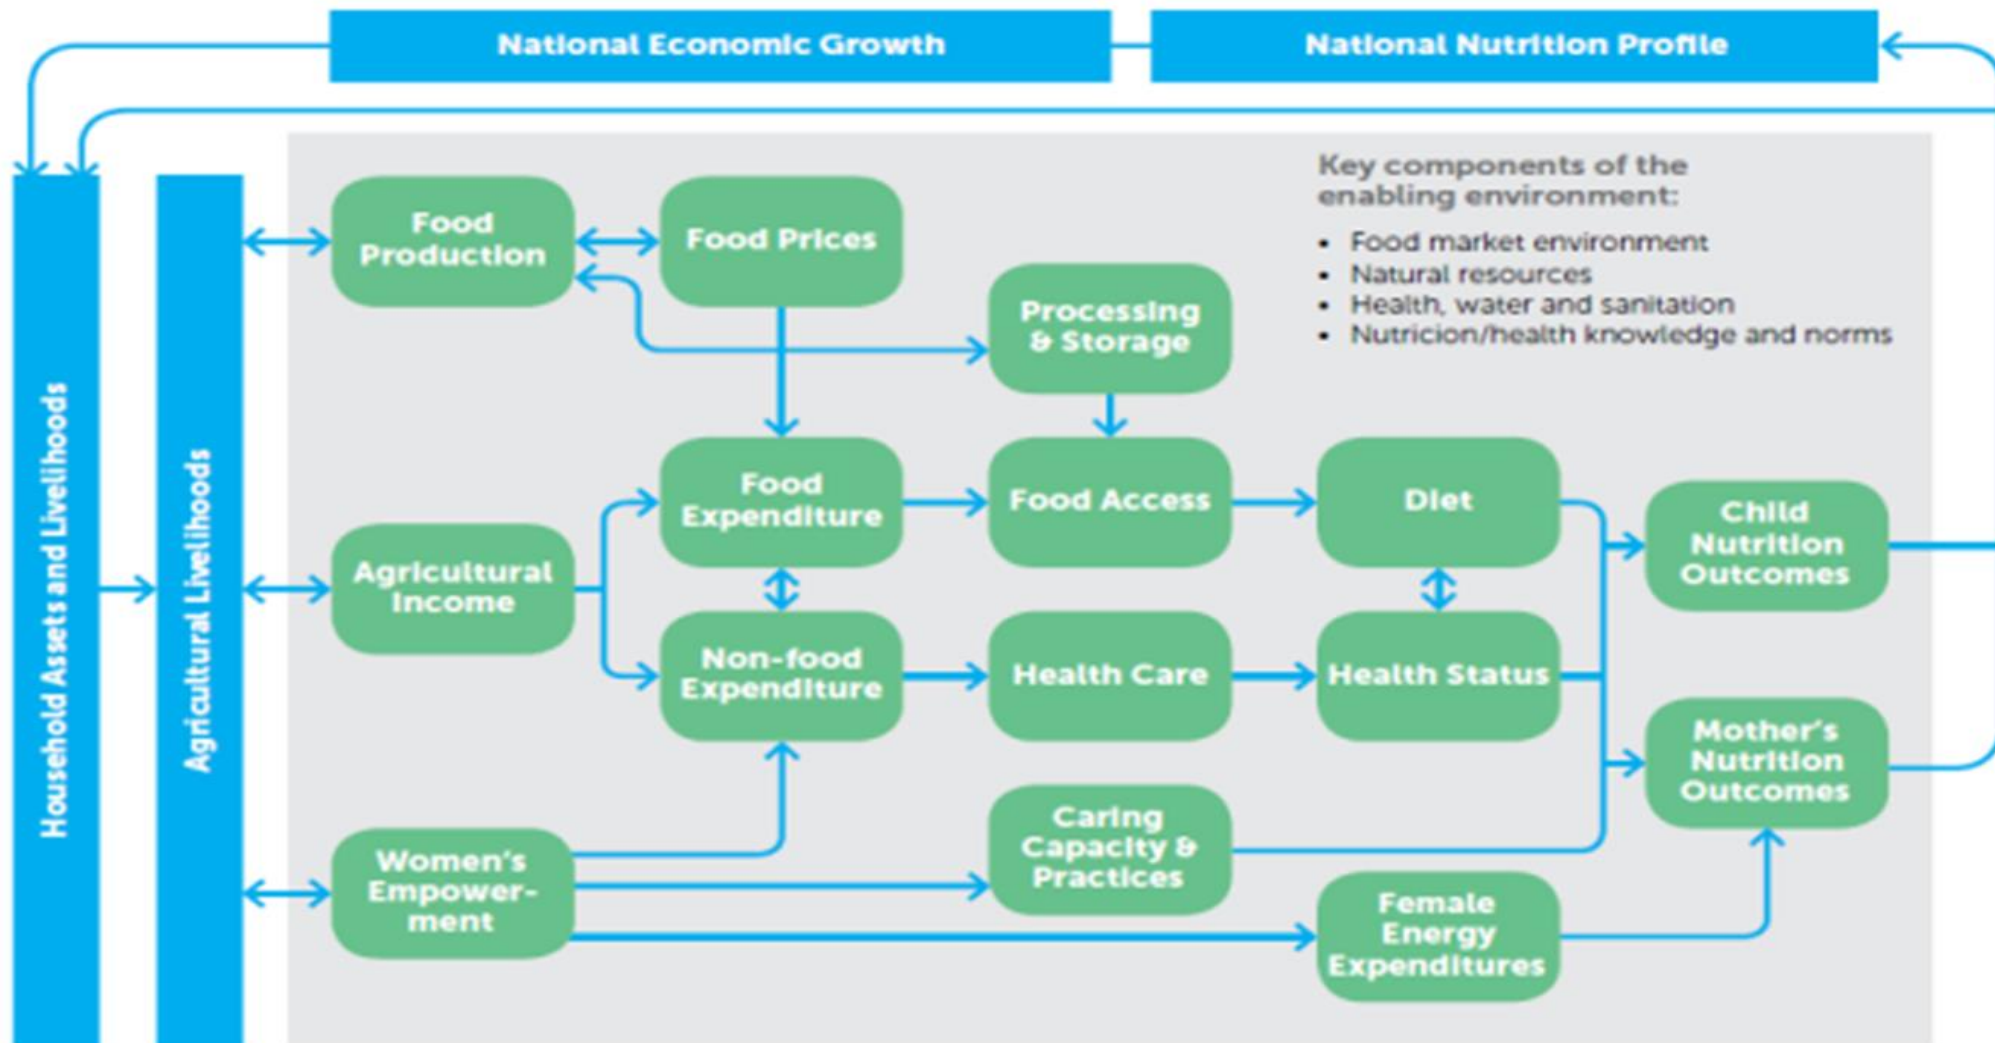 National Economic Growth
National Nutrition Profile
Household Assets and Livelihoods
Agricultural Livelihoods
Key components of the
enabling environment:
• Food market environment
• Natural resources
• Health, water and sanitation
• Nutricion/health knowledge and norms
Food
Production
Food Prices
Processing
& Storage
Food
Expenditure
Food Access
Diet
Child
Nutrition
Outcomes
Agricultural
Income
Non-food
Expenditure
Health Care
Health Status
Mother's
Nutrition
Outcomes
Women's
Empower-
ment
Caring
Capacity &
Practices
Female
Energy
Expenditures